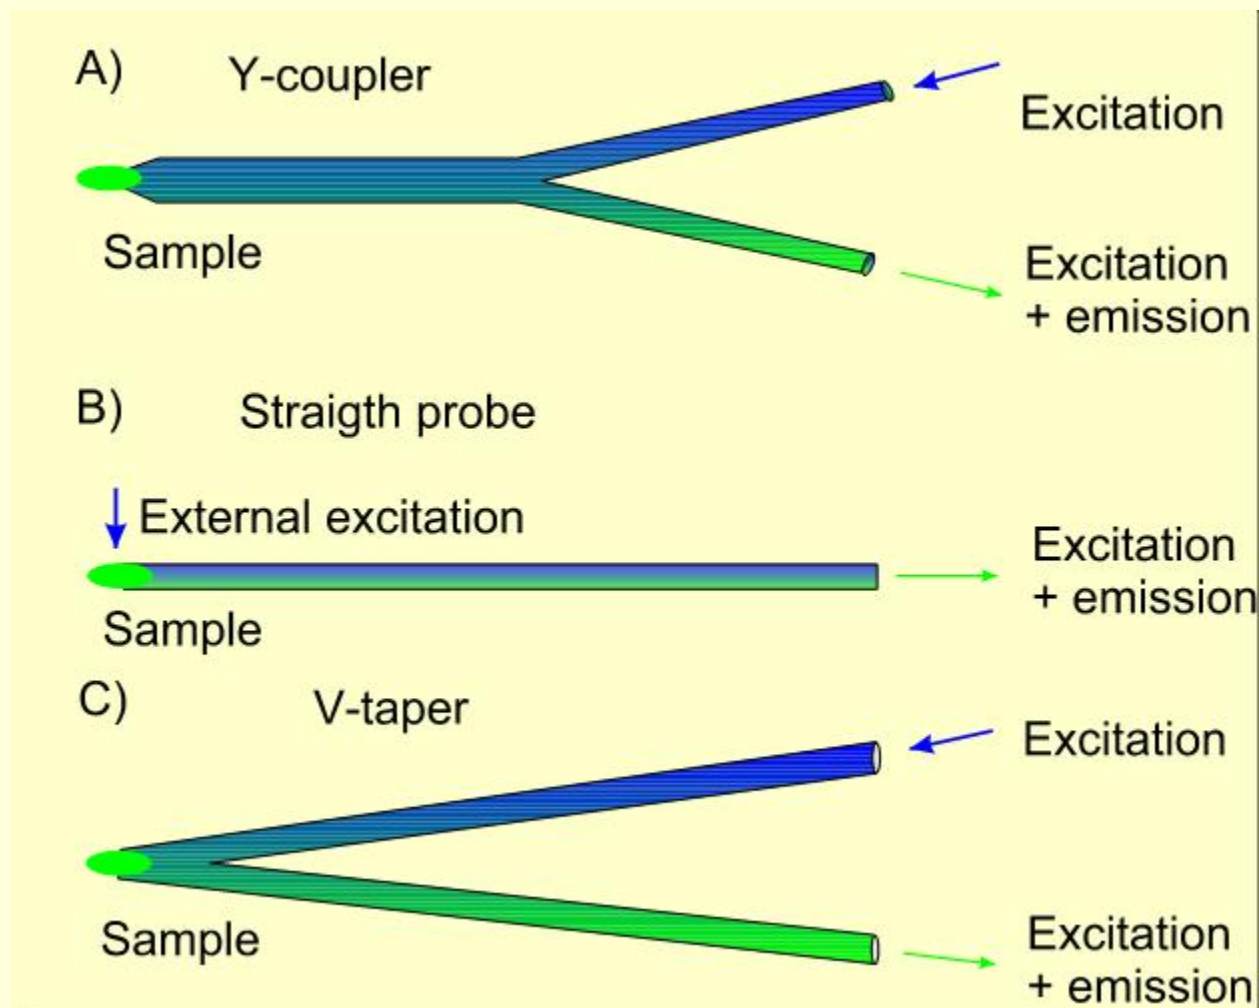 A) Y-coupler
Excitation
Sample
Excitation
+ emission
B) Straigth probe
External excitation
Excitation
+ emission
Sample
C) V-taper
Excitation
Sample
Excitation
+ emission